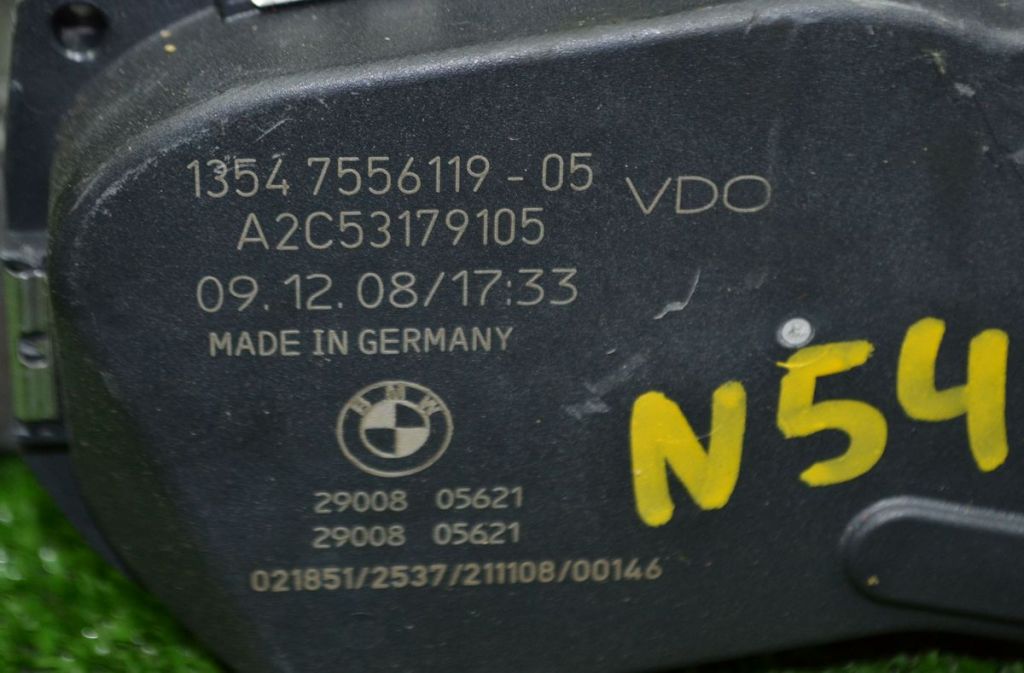 1354 7556119 - 05
VDO
A2C53179105
09.12.08/17:33
MADE IN GERMANY
BMW
N54
29008 05621
29008 05621
021851/2537/211108/00146